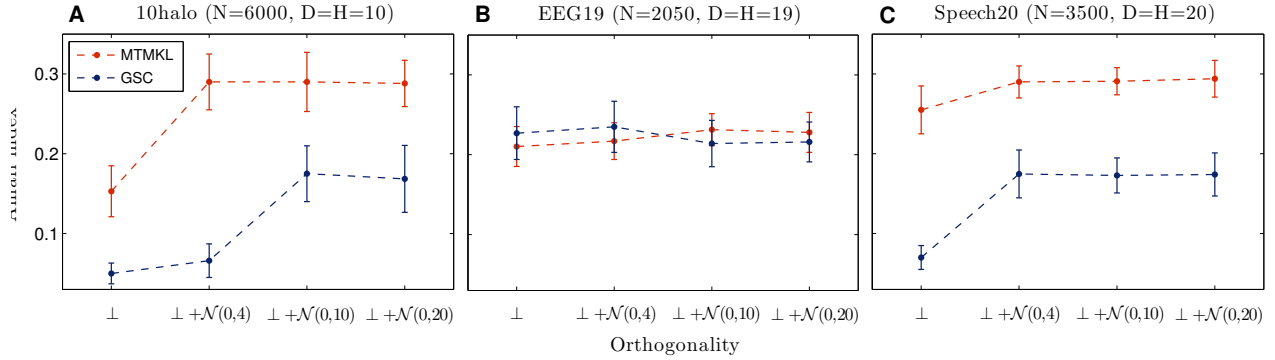 A 10halo (N=6000, D=H=10)
B EEG19 (N=2050, D=H=19)
C Speech20 (N=3500, D=H=20)
MTMKL
GSC
0.3
0.2
0.1
⊥ ⊥+𝒩(0,4) ⊥+𝒩(0,10) ⊥+𝒩(0,20)
⊥ ⊥+𝒩(0,4) ⊥+𝒩(0,10) ⊥+𝒩(0,20)
⊥ ⊥+𝒩(0,4) ⊥+𝒩(0,10) ⊥+𝒩(0,20)
Orthogonality